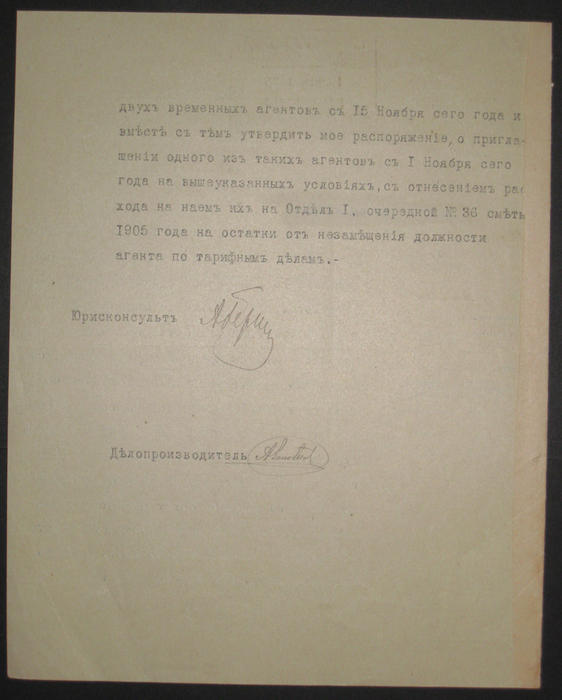 двухъ временныхъ агентовъ съ 15 Ноября сего года и
вмѣстѣ съ тѣмъ утвердить мое распоряженіе, о пригла-
шеніи одного изъ такихъ агентовъ съ I Ноября сего
года на вышеуказанныхъ условіяхъ, съ отнесеніемъ рас
хода на наемъ ихъ на Отдѣлъ I, очередной № 36 смѣты
1905 года на остатки отъ незамѣщенія должности
агента по тарифнымъ дѣламъ.-
Юрисконсультъ
Дѣлопроизводитель